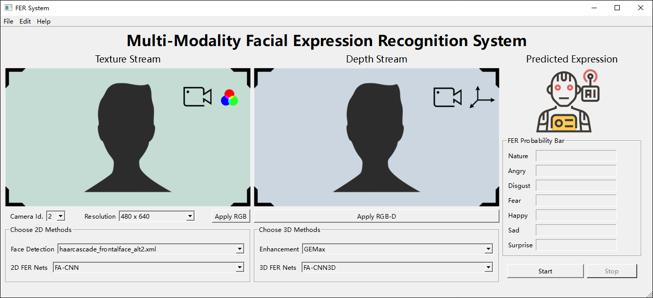 FER System
File Edit Help
Multi-Modality Facial Expression Recognition System
Texture Stream
Depth Stream
Predicted Expression
AI
Camera Id. 2 Resolution 480 x 640 Apply RGB
Apply RGB-D
Choose 2D Methods
Face Detection haarcascade_frontalface_alt2.xml
2D FER Nets FA-CNN
Choose 3D Methods
Enhancement GEMax
3D FER Nets FA-CNN3D
FER Probability Bar
Nature
Angry
Disgust
Fear
Happy
Sad
Surprise
Start Stop